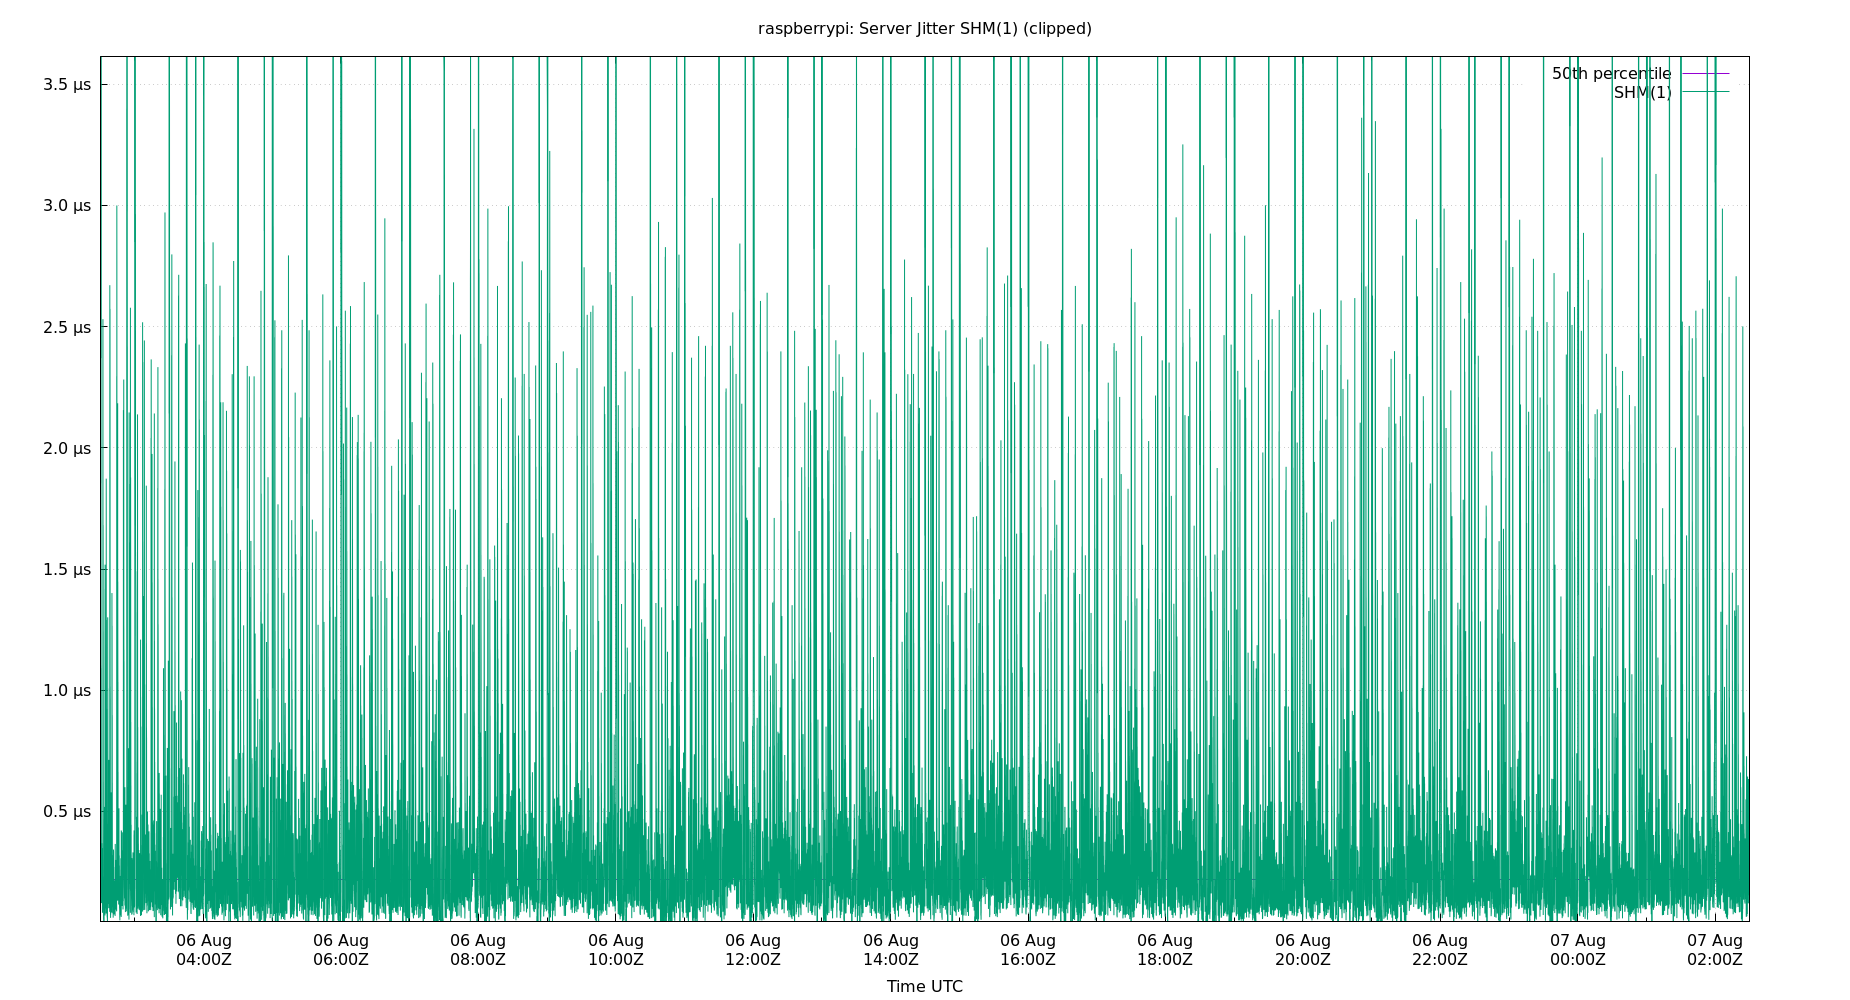 raspberrypi: Server Jitter SHM(1) (clipped)
50th percentile
SHM(1)
3.5 µs
3.0 µs
2.5 µs
2.0 µs
1.5 µs
1.0 µs
0.5 µs
06 Aug 06 Aug 06 Aug 06 Aug 06 Aug 06 Aug 06 Aug 06 Aug 06 Aug 06 Aug 07 Aug 07 Aug
04:00Z 06:00Z 08:00Z 10:00Z 12:00Z 14:00Z 16:00Z 18:00Z 20:00Z 22:00Z 00:00Z 02:00Z
Time UTC